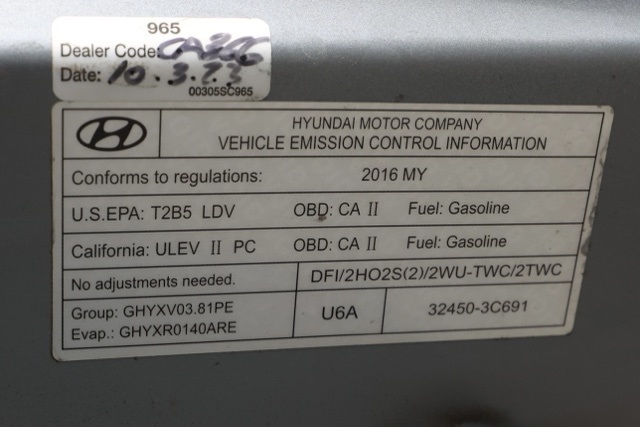 965
Dealer Code: CA266
Date: 10.3.23
00305SC965
HYUNDAI MOTOR COMPANY
VEHICLE EMISSION CONTROL INFORMATION
Conforms to regulations: 2016 MY
U.S.EPA: T2B5 LDV OBD: CA II Fuel: Gasoline
California: ULEV II PC OBD: CA II Fuel: Gasoline
No adjustments needed. DFI/2HO2S(2)/2WU-TWC/2TWC
Group: GHYXV03.81PE
Evap.: GHYXR0140ARE
U6A
32450-3C691